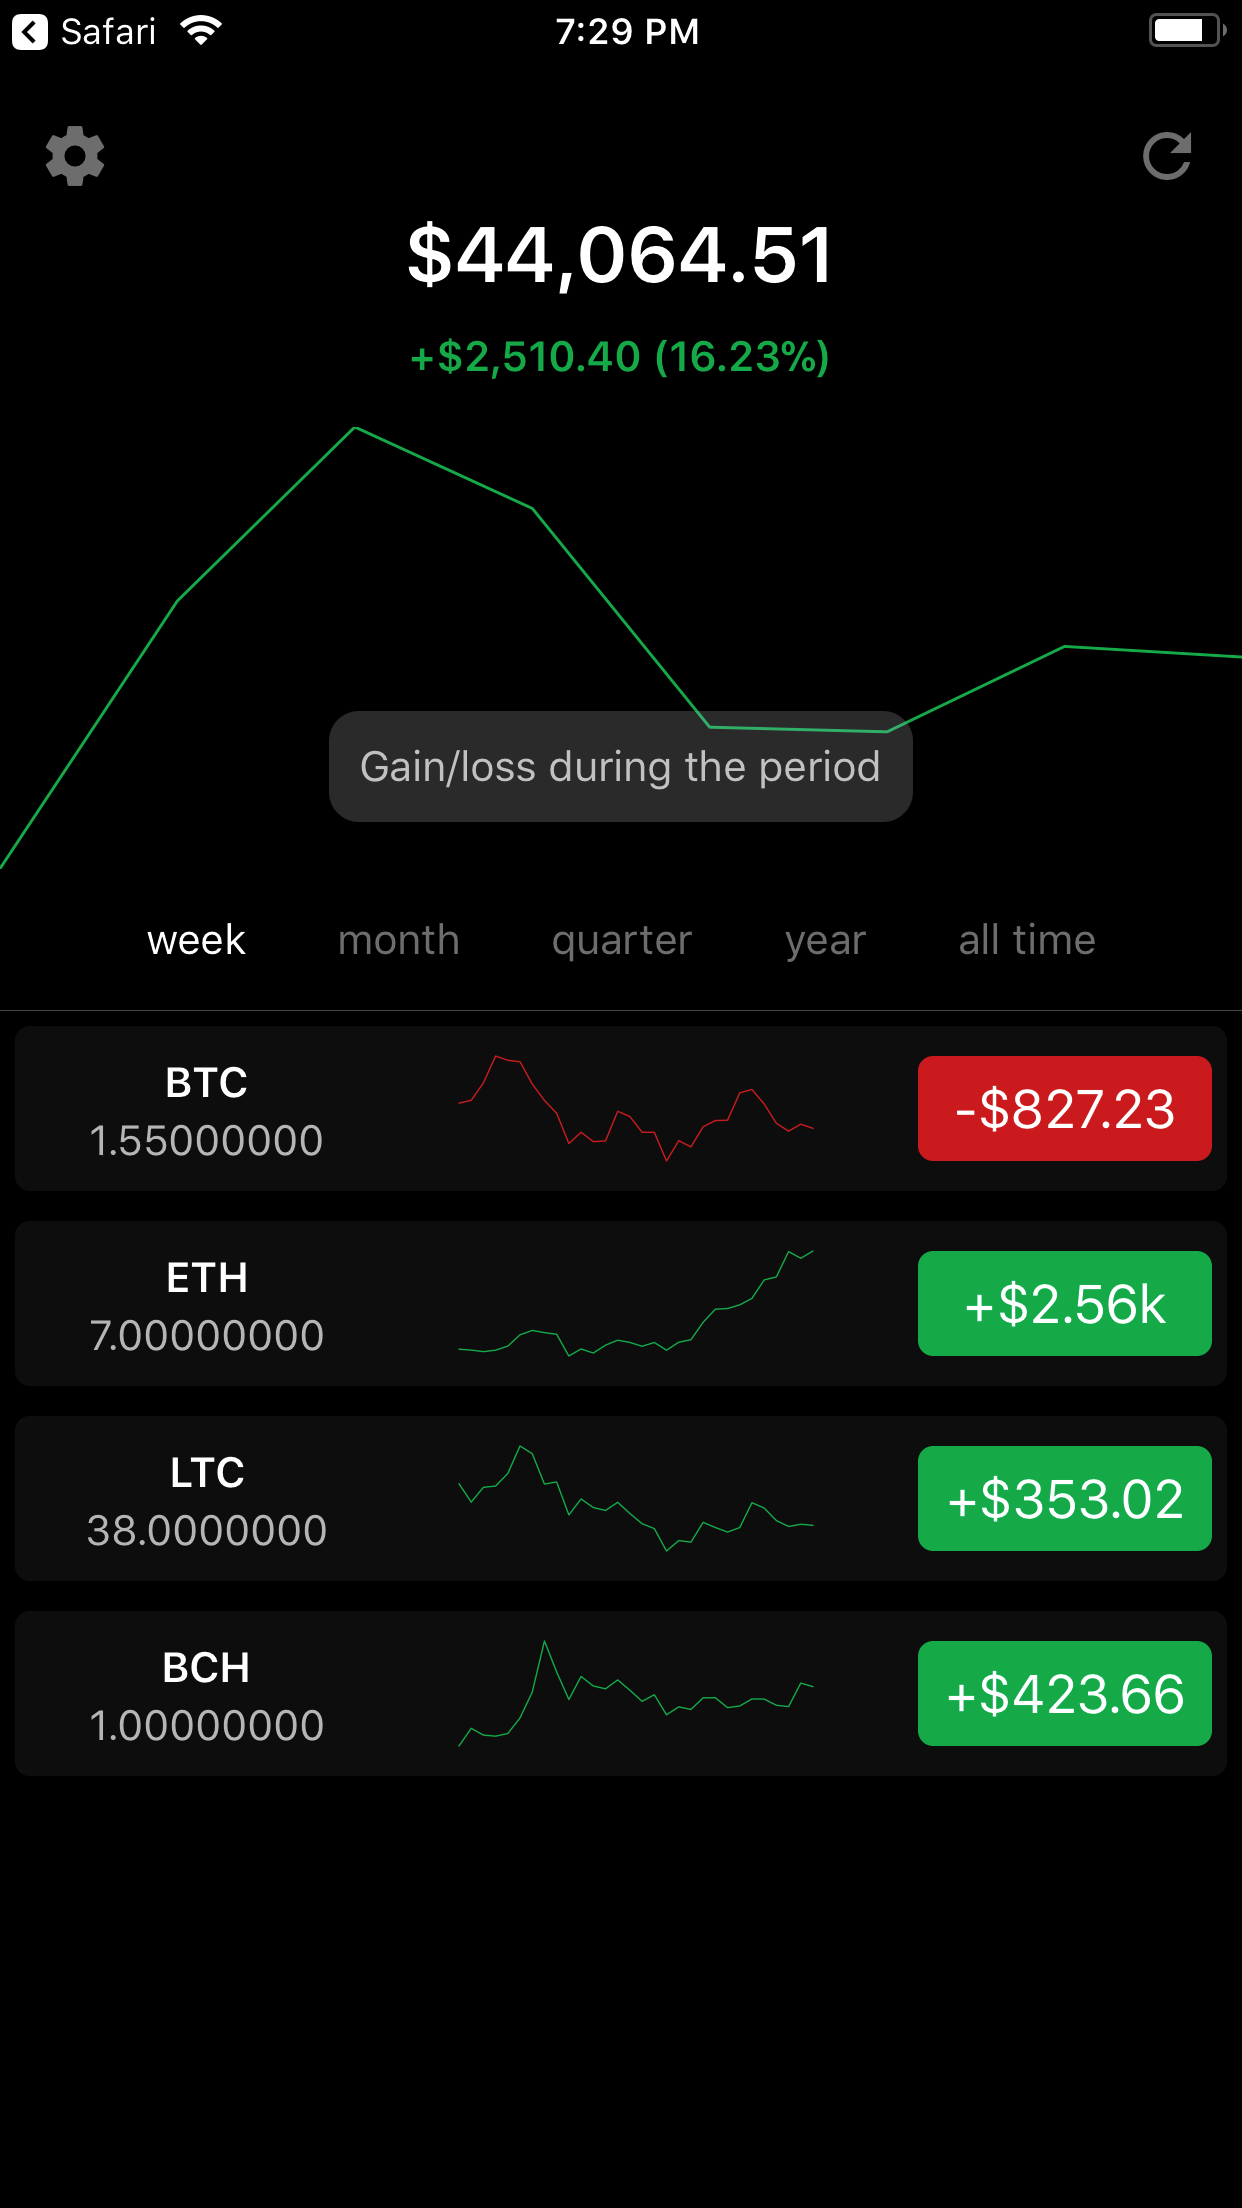 Safari
7:29 PM
$44,064.51
+$2,510.40 (16.23%)
Gain/loss during the period
week month quarter year all time
BTC
1.55000000
-$827.23
ETH
7.00000000
+$2.56k
LTC
38.0000000
+$353.02
BCH
1.00000000
+$423.66